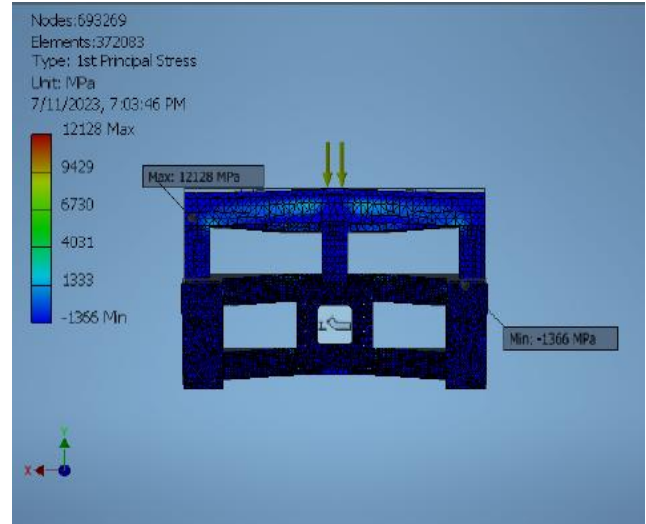 Nodes:693269
Elements:372083
Type: 1st Principal Stress
Unit: MPa
7/11/2023, 7:03:46 PM
12128 Max
9429
6730
4031
1333
-1366 Min
Max: 12128 MPa
Min: -1366 MPa
Y
X